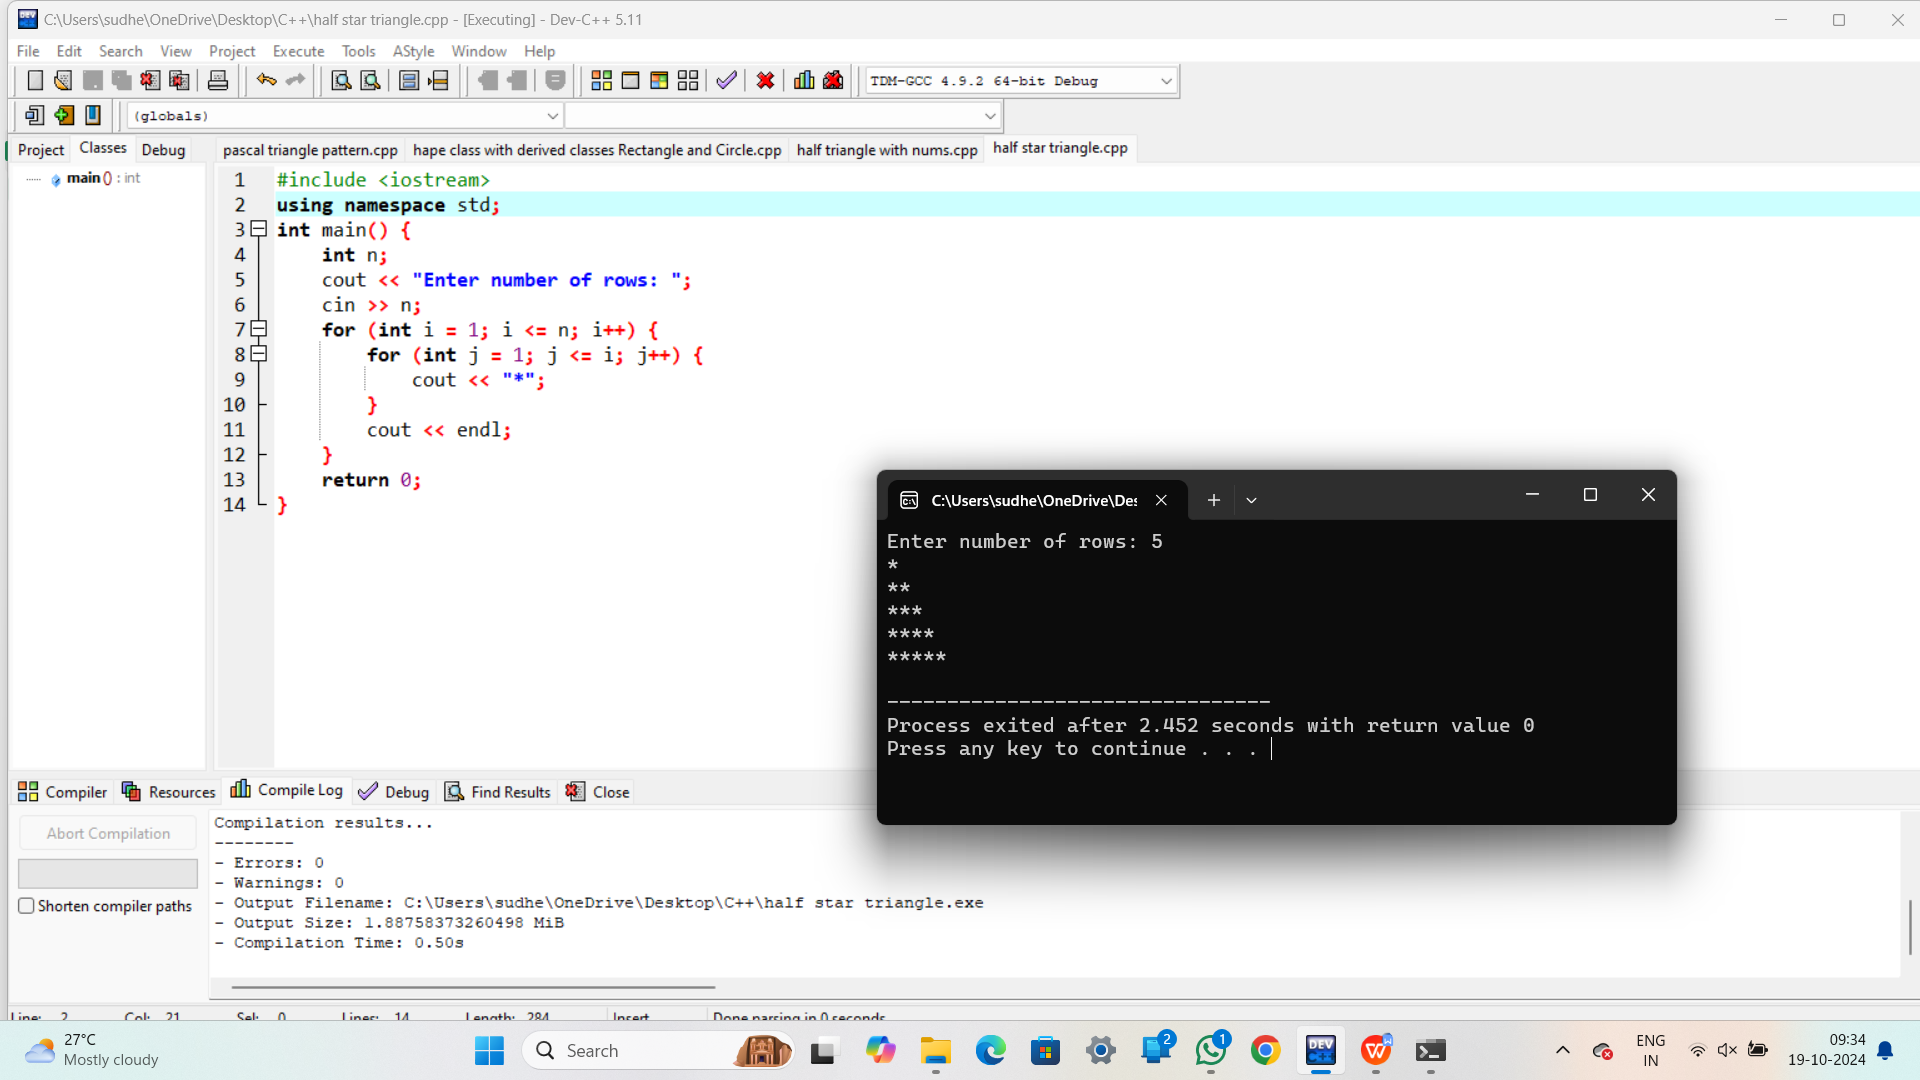 C:\Users\sudhe\OneDrive\Desktop\C++\half star triangle.cpp - [Executing] - Dev-C++ 5.11
File Edit Search View Project Execute Tools AStyle Window Help
TDM-GCC 4.9.2 64-bit Debug
(globals)
Project Classes Debug
pascal triangle pattern.cpp hape class with derived classes Rectangle and Circle.cpp half triangle with nums.cpp half star triangle.cpp
main () : int
1 #include <iostream>
2 using namespace std;
3 int main() {
4 int n;
5 cout << "Enter number of rows: ";
6 cin >> n;
7 for (int i = 1; i <= n; i++) {
8 for (int j = 1; j <= i; j++) {
9 cout << "*";
10 }
11 cout << endl;
12 }
13 return 0;
14 }
C:\Users\sudhe\OneDrive\Des
Enter number of rows: 5
*
**
***
****
*****
--------------------------------
Process exited after 2.452 seconds with return value 0
Press any key to continue . . .
Compiler Resources Compile Log Debug Find Results Close
Abort Compilation
Shorten compiler paths
Compilation results...
--------
- Errors: 0
- Warnings: 0
- Output Filename: C:\Users\sudhe\OneDrive\Desktop\C++\half star triangle.exe
- Output Size: 1.88758373260498 MiB
- Compilation Time: 0.50s
Line: 2 Col: 21 Sel: 0 Lines: 14 Length: 284 Insert Done parsing in 0 seconds
27°C
Mostly cloudy
Search
DEV
C++
2
1
W
ENG
IN
09:34
19-10-2024